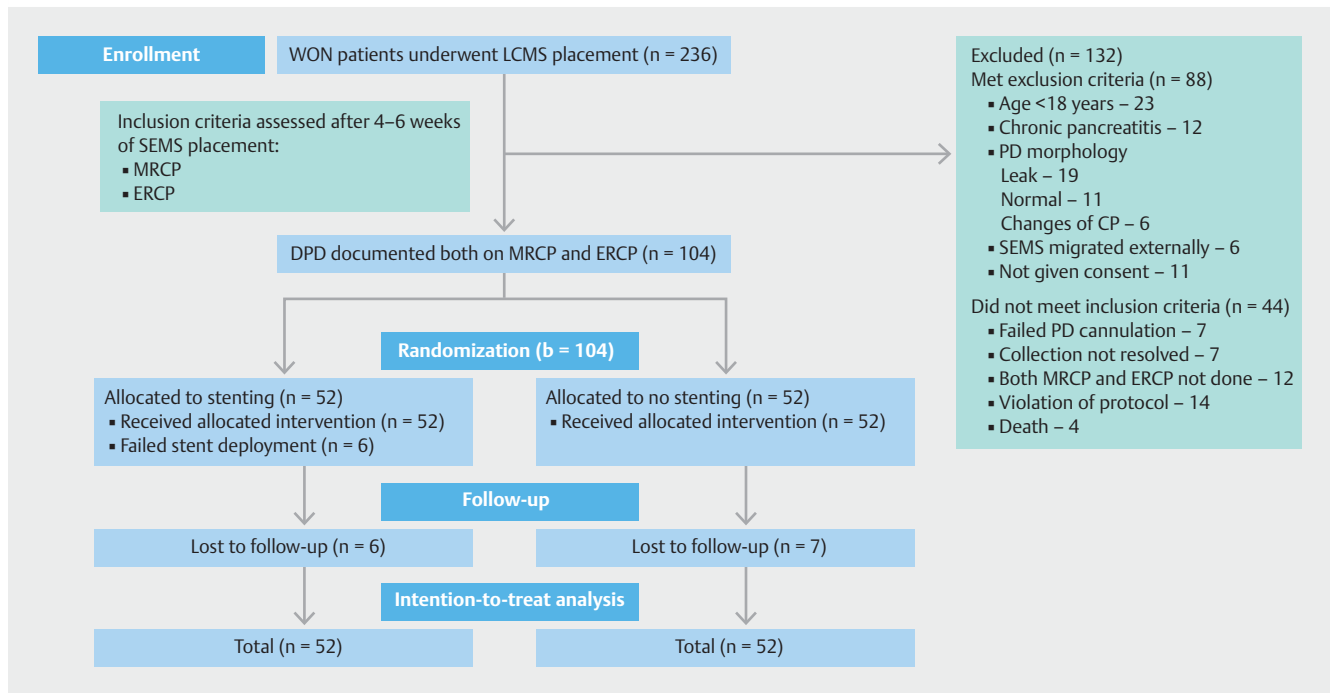 Enrollment
WON patients underwent LCMS placement (n = 236)
Inclusion criteria assessed after 4–6 weeks
of SEMS placement:
▪ MRCP
▪ ERCP
Excluded (n = 132)
Met exclusion criteria (n = 88)
▪ Age <18 years – 23
▪ Chronic pancreatitis – 12
▪ PD morphology
Leak – 19
Normal – 11
Changes of CP – 6
▪ SEMS migrated externally – 6
▪ Not given consent – 11
Did not meet inclusion criteria (n = 44)
▪ Failed PD cannulation – 7
▪ Collection not resolved – 7
▪ Both MRCP and ERCP not done – 12
▪ Violation of protocol – 14
▪ Death – 4
DPD documented both on MRCP and ERCP (n = 104)
Randomization (b = 104)
Allocated to stenting (n = 52)
▪ Received allocated intervention (n = 52)
▪ Failed stent deployment (n = 6)
Allocated to no stenting (n = 52)
▪ Received allocated intervention (n = 52)
Follow-up
Lost to follow-up (n = 6)
Lost to follow-up (n = 7)
Intention-to-treat analysis
Total (n = 52)
Total (n = 52)